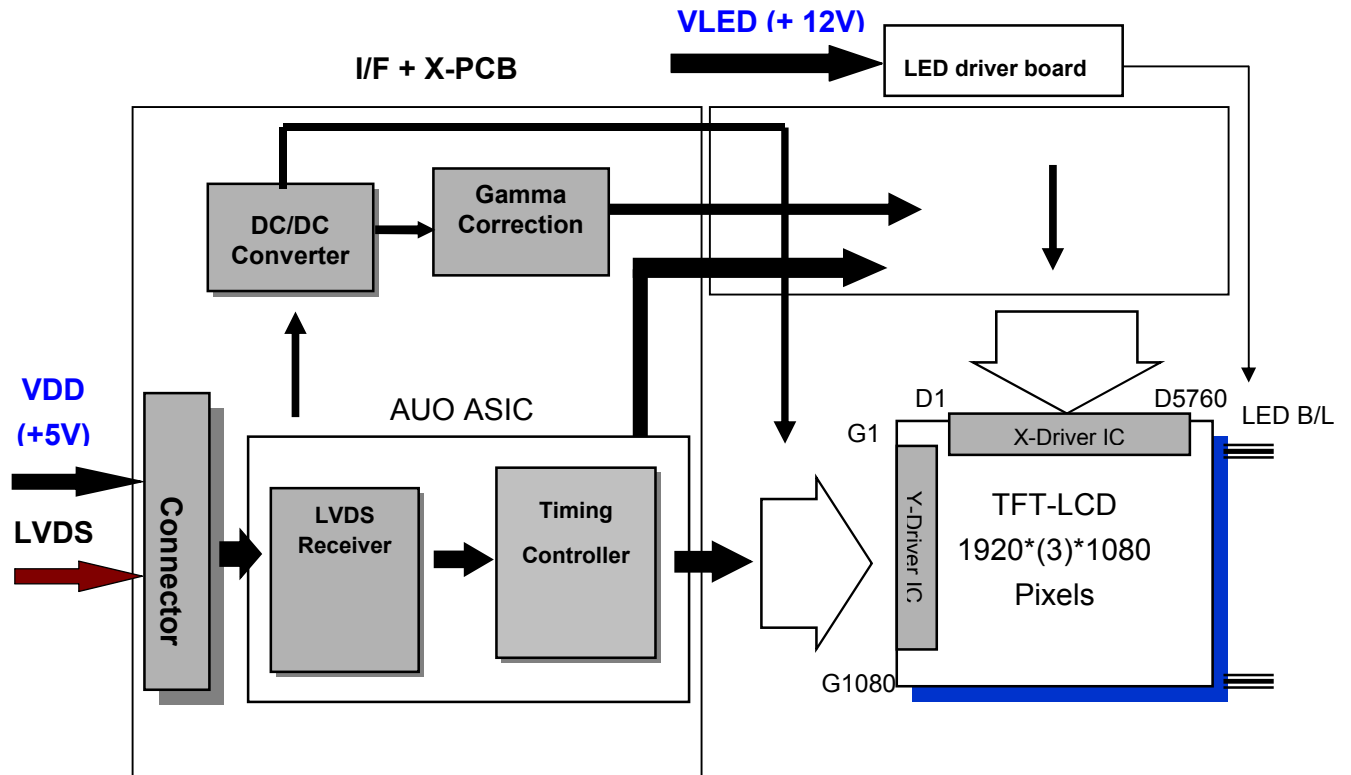 VLED (+ 12V)
LED driver board
I/F + X-PCB
DC/DC
Converter
Gamma
Correction
VDD
(+5V)
LVDS
Connector
AUO ASIC
LVDS
Receiver
Timing
Controller
D1
D5760
LED B/L
G1
X-Driver IC
Y-Driver IC
TFT-LCD
1920*(3)*1080
Pixels
G1080